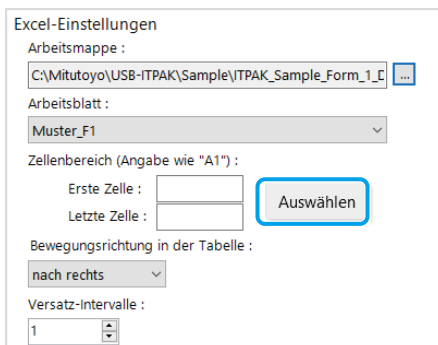 Excel-Einstellungen
Arbeitsmappe :
C:\Mitutoyo\USB-ITPAK\Sample\ITPAK_Sample_Form_1_D ...
Arbeitsblatt :
Muster_F1
Zellenbereich (Angabe wie "A1") :
Erste Zelle :
Auswählen
Letzte Zelle :
Bewegungsrichtung in der Tabelle :
nach rechts
Versatz-Intervalle :
1